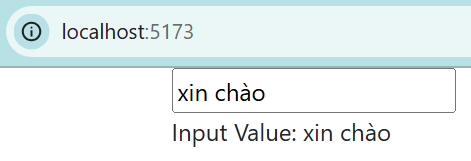 localhost:5173
xin chào
Input Value: xin chào